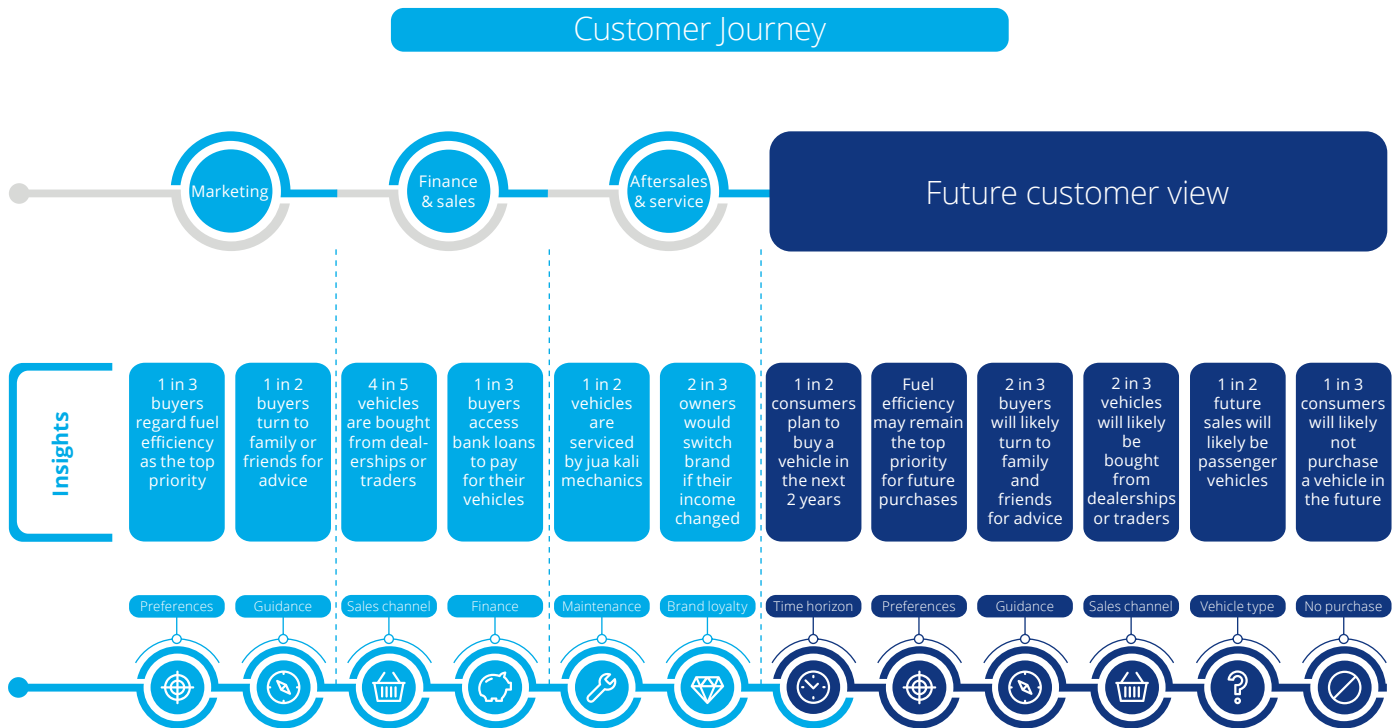 Customer Journey
Marketing
Finance
& sales
Aftersales
& service
Future customer view
Insights
1 in 3
buyers
regard fuel
efficiency
as the top
priority
1 in 2
buyers
turn to
family or
friends for
advice
4 in 5
vehicles
are bought
from deal-
erships or
traders
1 in 3
buyers
access
bank loans
to pay
for their
vehicles
1 in 2
vehicles
are
serviced
by jua kali
mechanics
2 in 3
owners
would
switch
brand
if their
income
changed
1 in 2
consumers
plan to
buy a
vehicle in
the next
2 years
Fuel
efficiency
may remain
the top
priority
for future
purchases
2 in 3
buyers
will likely
turn to
family
and
friends
for advice
2 in 3
vehicles
will likely
be
bought
from
dealerships
or traders
1 in 2
future
sales will
likely be
passenger
vehicles
1 in 3
consumers
will likely
not
purchase
a vehicle in
the future
Preferences
Guidance
Sales channel
Finance
Maintenance
Brand loyalty
Time horizon
Preferences
Guidance
Sales channel
Vehicle type
No purchase